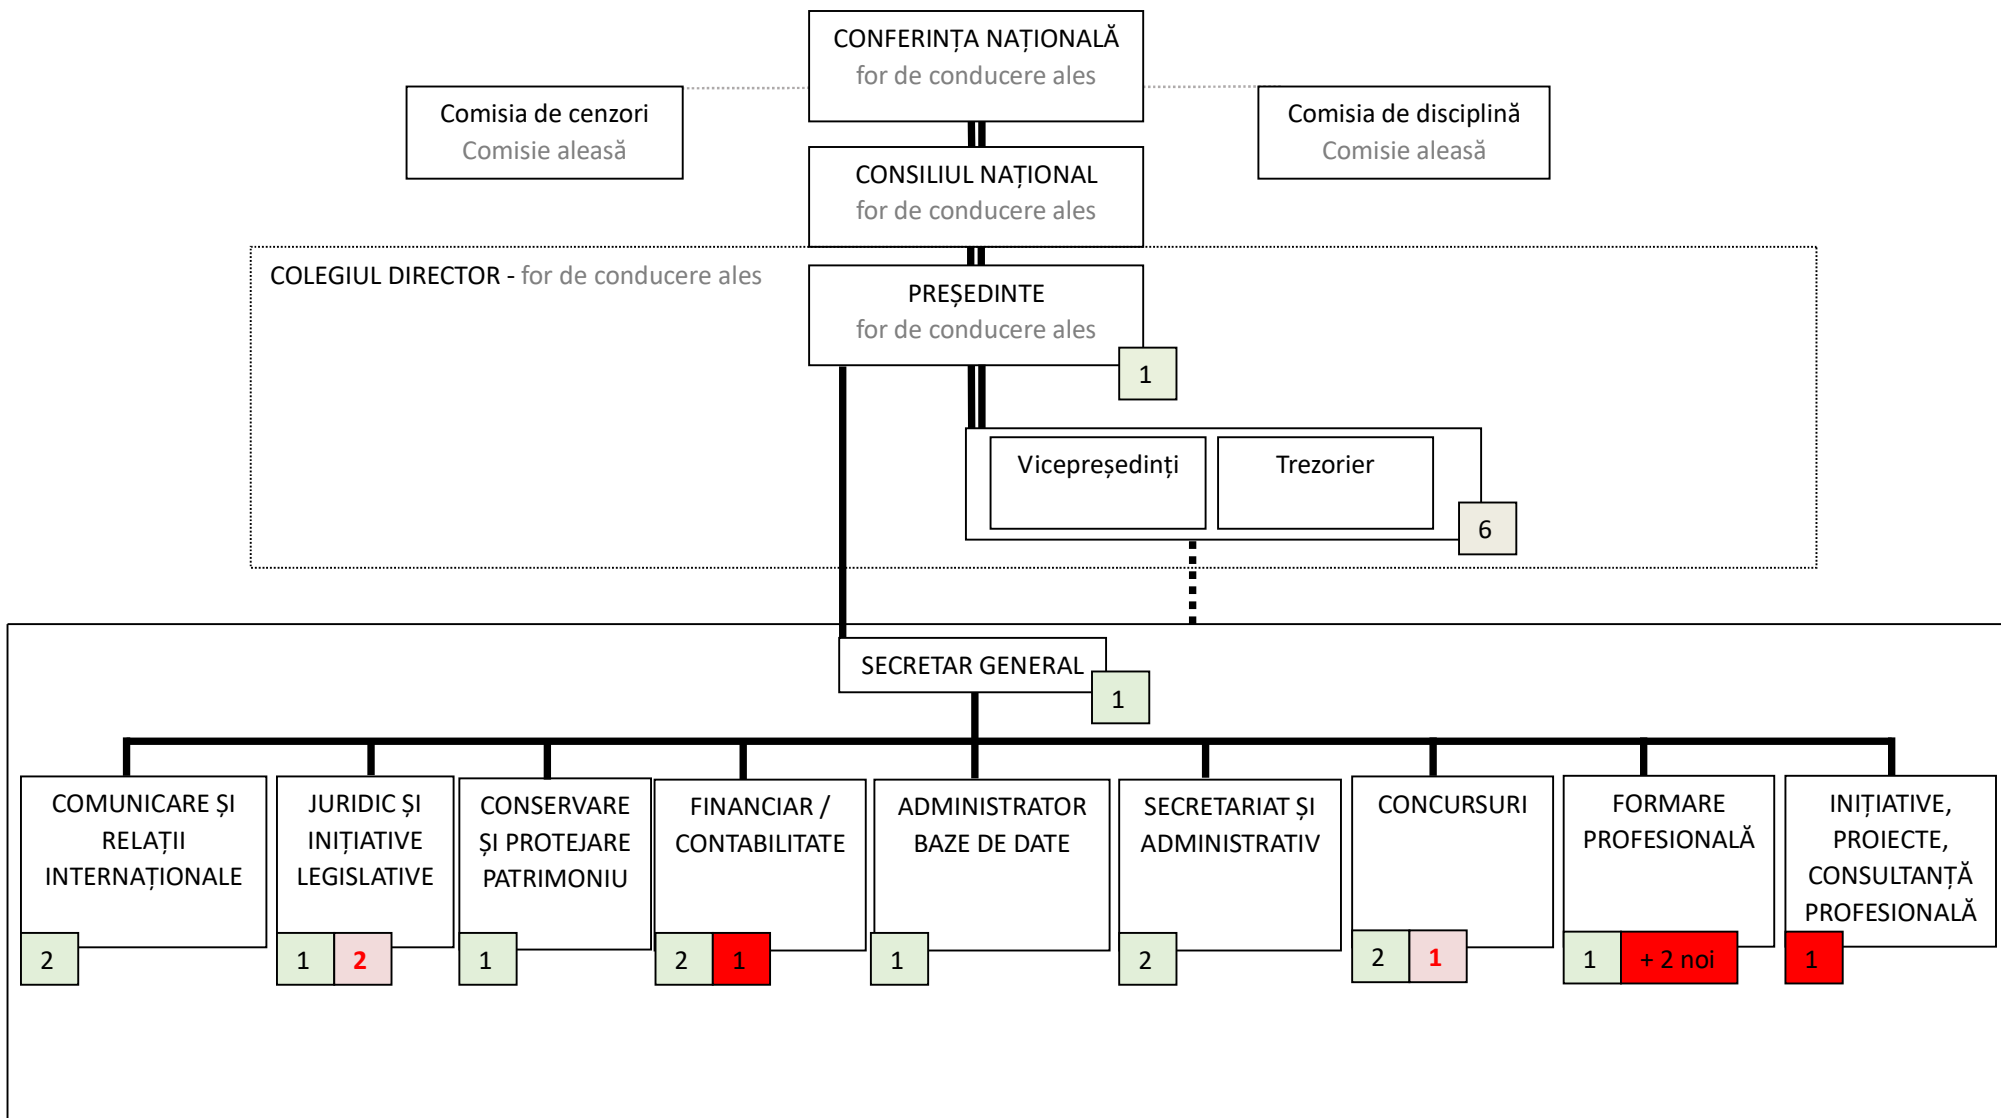 CONFERINȚA NAȚIONALĂ
for de conducere ales
Comisia de cenzori
Comisie aleasă
Comisia de disciplină
Comisie aleasă
CONSILIUL NAȚIONAL
for de conducere ales
COLEGIUL DIRECTOR - for de conducere ales
PREȘEDINTE
for de conducere ales
1
Vicepreședinți
Trezorier
6
SECRETAR GENERAL
1
COMUNICARE ȘI
RELAȚII
INTERNAȚIONALE
2
JURIDIC ȘI
INIȚIATIVE
LEGISLATIVE
1
2
CONSERVARE
ȘI PROTEJARE
PATRIMONIU
1
FINANCIAR /
CONTABILITATE
2
1
ADMINISTRATOR
BAZE DE DATE
1
SECRETARIAT ȘI
ADMINISTRATIV
2
CONCURSURI
2
1
FORMARE
PROFESIONALĂ
1
+ 2 noi
INIȚIATIVE,
PROIECTE,
CONSULTANȚĂ
PROFESIONALĂ
1